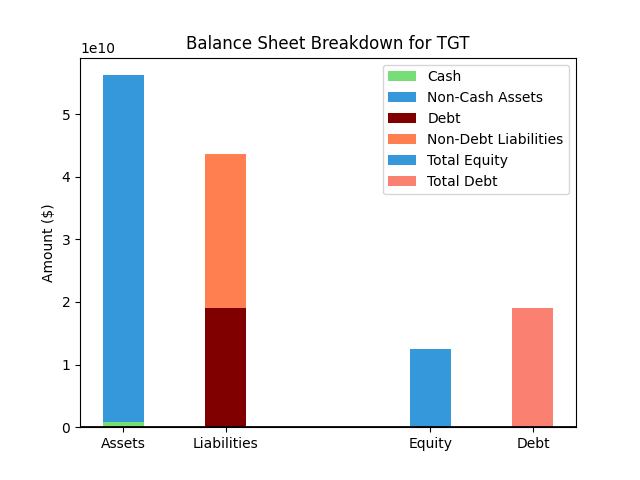 Balance Sheet Breakdown for TGT
1e10
Cash
Non-Cash Assets
Debt
Non-Debt Liabilities
Total Equity
Total Debt
Amount ($)
5
4
3
2
1
0
Assets
Liabilities
Equity
Debt